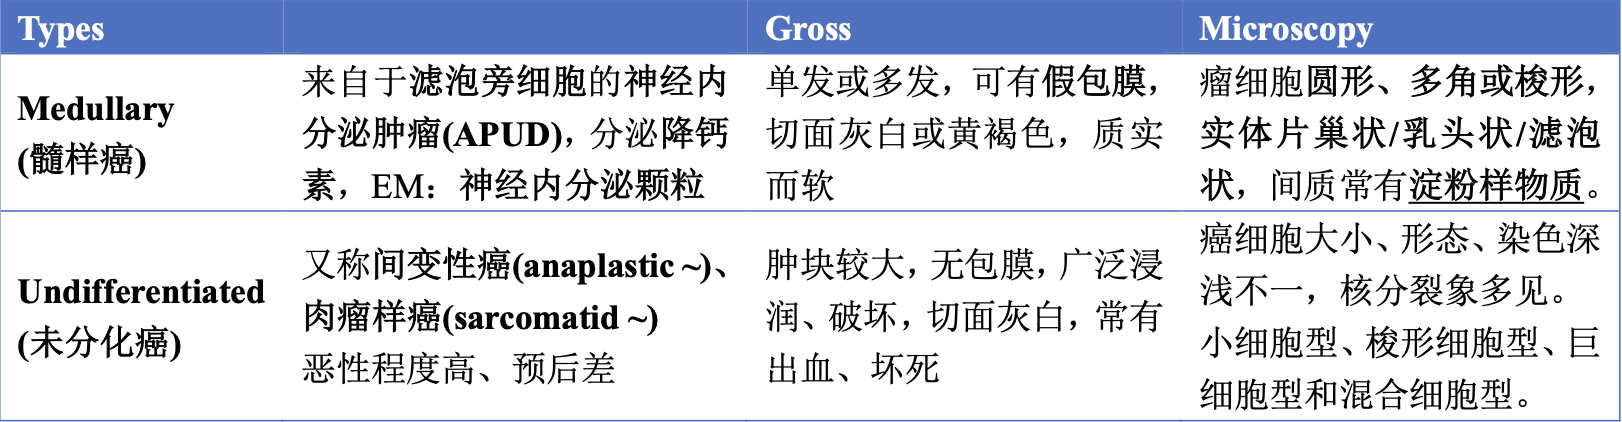 Types Gross Microscopy
Medullary
(髓样癌)
来自于滤泡旁细胞的神经内
分泌肿瘤(APUD)，分泌降钙
素，EM：神经内分泌颗粒
单发或多发，可有假包膜，
切面灰白或黄褐色，质实
而软
瘤细胞圆形、多角或梭形，
实体片巢状/乳头状/滤泡
状，间质常有淀粉样物质。
Undifferentiated
(未分化癌)
又称间变性癌(anaplastic ~)、
肉瘤样癌(sarcomatid ~)
恶性程度高、预后差
肿块较大，无包膜，广泛浸
润、破坏，切面灰白，常有
出血、坏死
癌细胞大小、形态、染色深
浅不一，核分裂象多见。
小细胞型、梭形细胞型、巨
细胞型和混合细胞型。